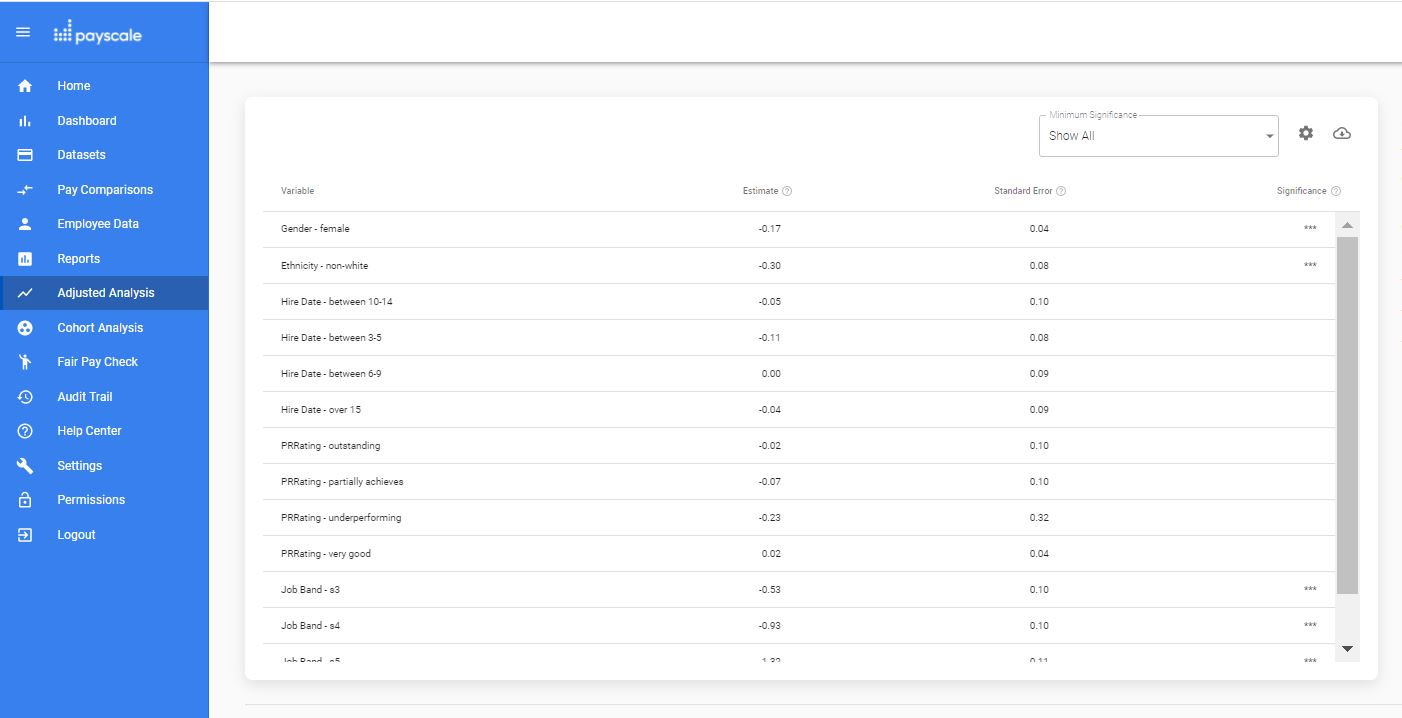 payscale
Home
Dashboard
Datasets
Pay Comparisons
Employee Data
Reports
Adjusted Analysis
Cohort Analysis
Fair Pay Check
Audit Trail
Help Center
Settings
Permissions
Logout
Minimum Significance
Show All
Variable Estimate ? Standard Error ? Significance ?
Gender - female -0.17 0.04 ***
Ethnicity - non-white -0.30 0.08 ***
Hire Date - between 10-14 -0.05 0.10
Hire Date - between 3-5 -0.11 0.08
Hire Date - between 6-9 0.00 0.09
Hire Date - over 15 -0.04 0.09
PRRating - outstanding -0.02 0.10
PRRating - partially achieves -0.07 0.10
PRRating - underperforming -0.23 0.32
PRRating - very good 0.02 0.04
Job Band - s3 -0.53 0.10 ***
Job Band - s4 -0.93 0.10 ***
Job Band - s5 0.11 ***